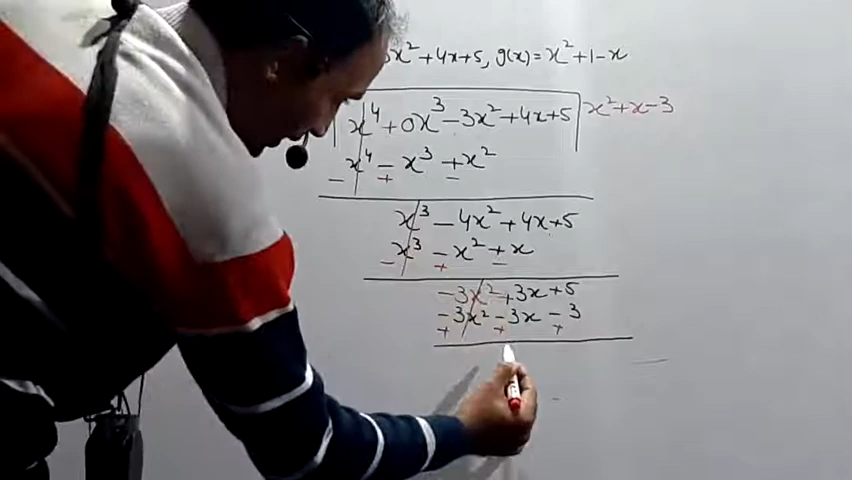 x² + 4x + 5, g(x) = x² + 1 - x
x⁴ + 0x³ - 3x² + 4x + 5 x² + x - 3
x⁴ - x³ + x²
- + -
x³ - 4x² + 4x + 5
x³ - x² + x
- + -
-3x² + 3x + 5
-3x² - 3x - 3
+ + +